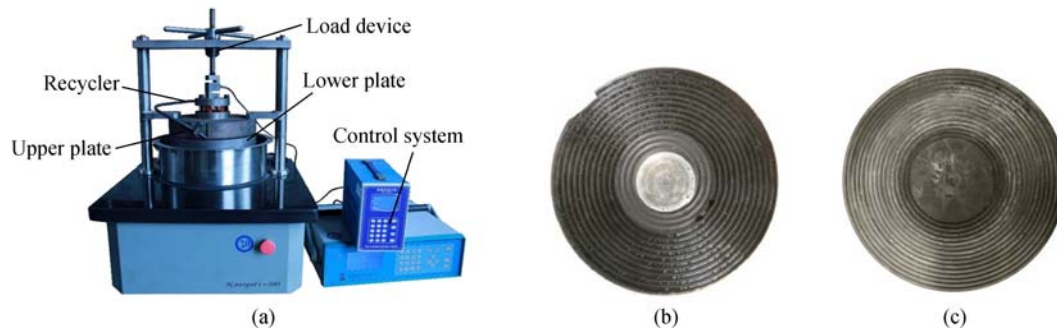 Load device
Recycler
Lower plate
Upper plate
Control system
(a)
(b)
(c)